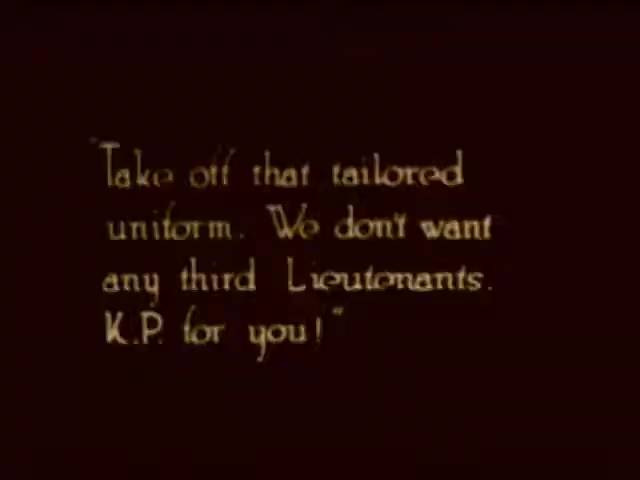 "Take off that tailored
uniform. We don't want
any third Lieutenants.
K.P. for you!"